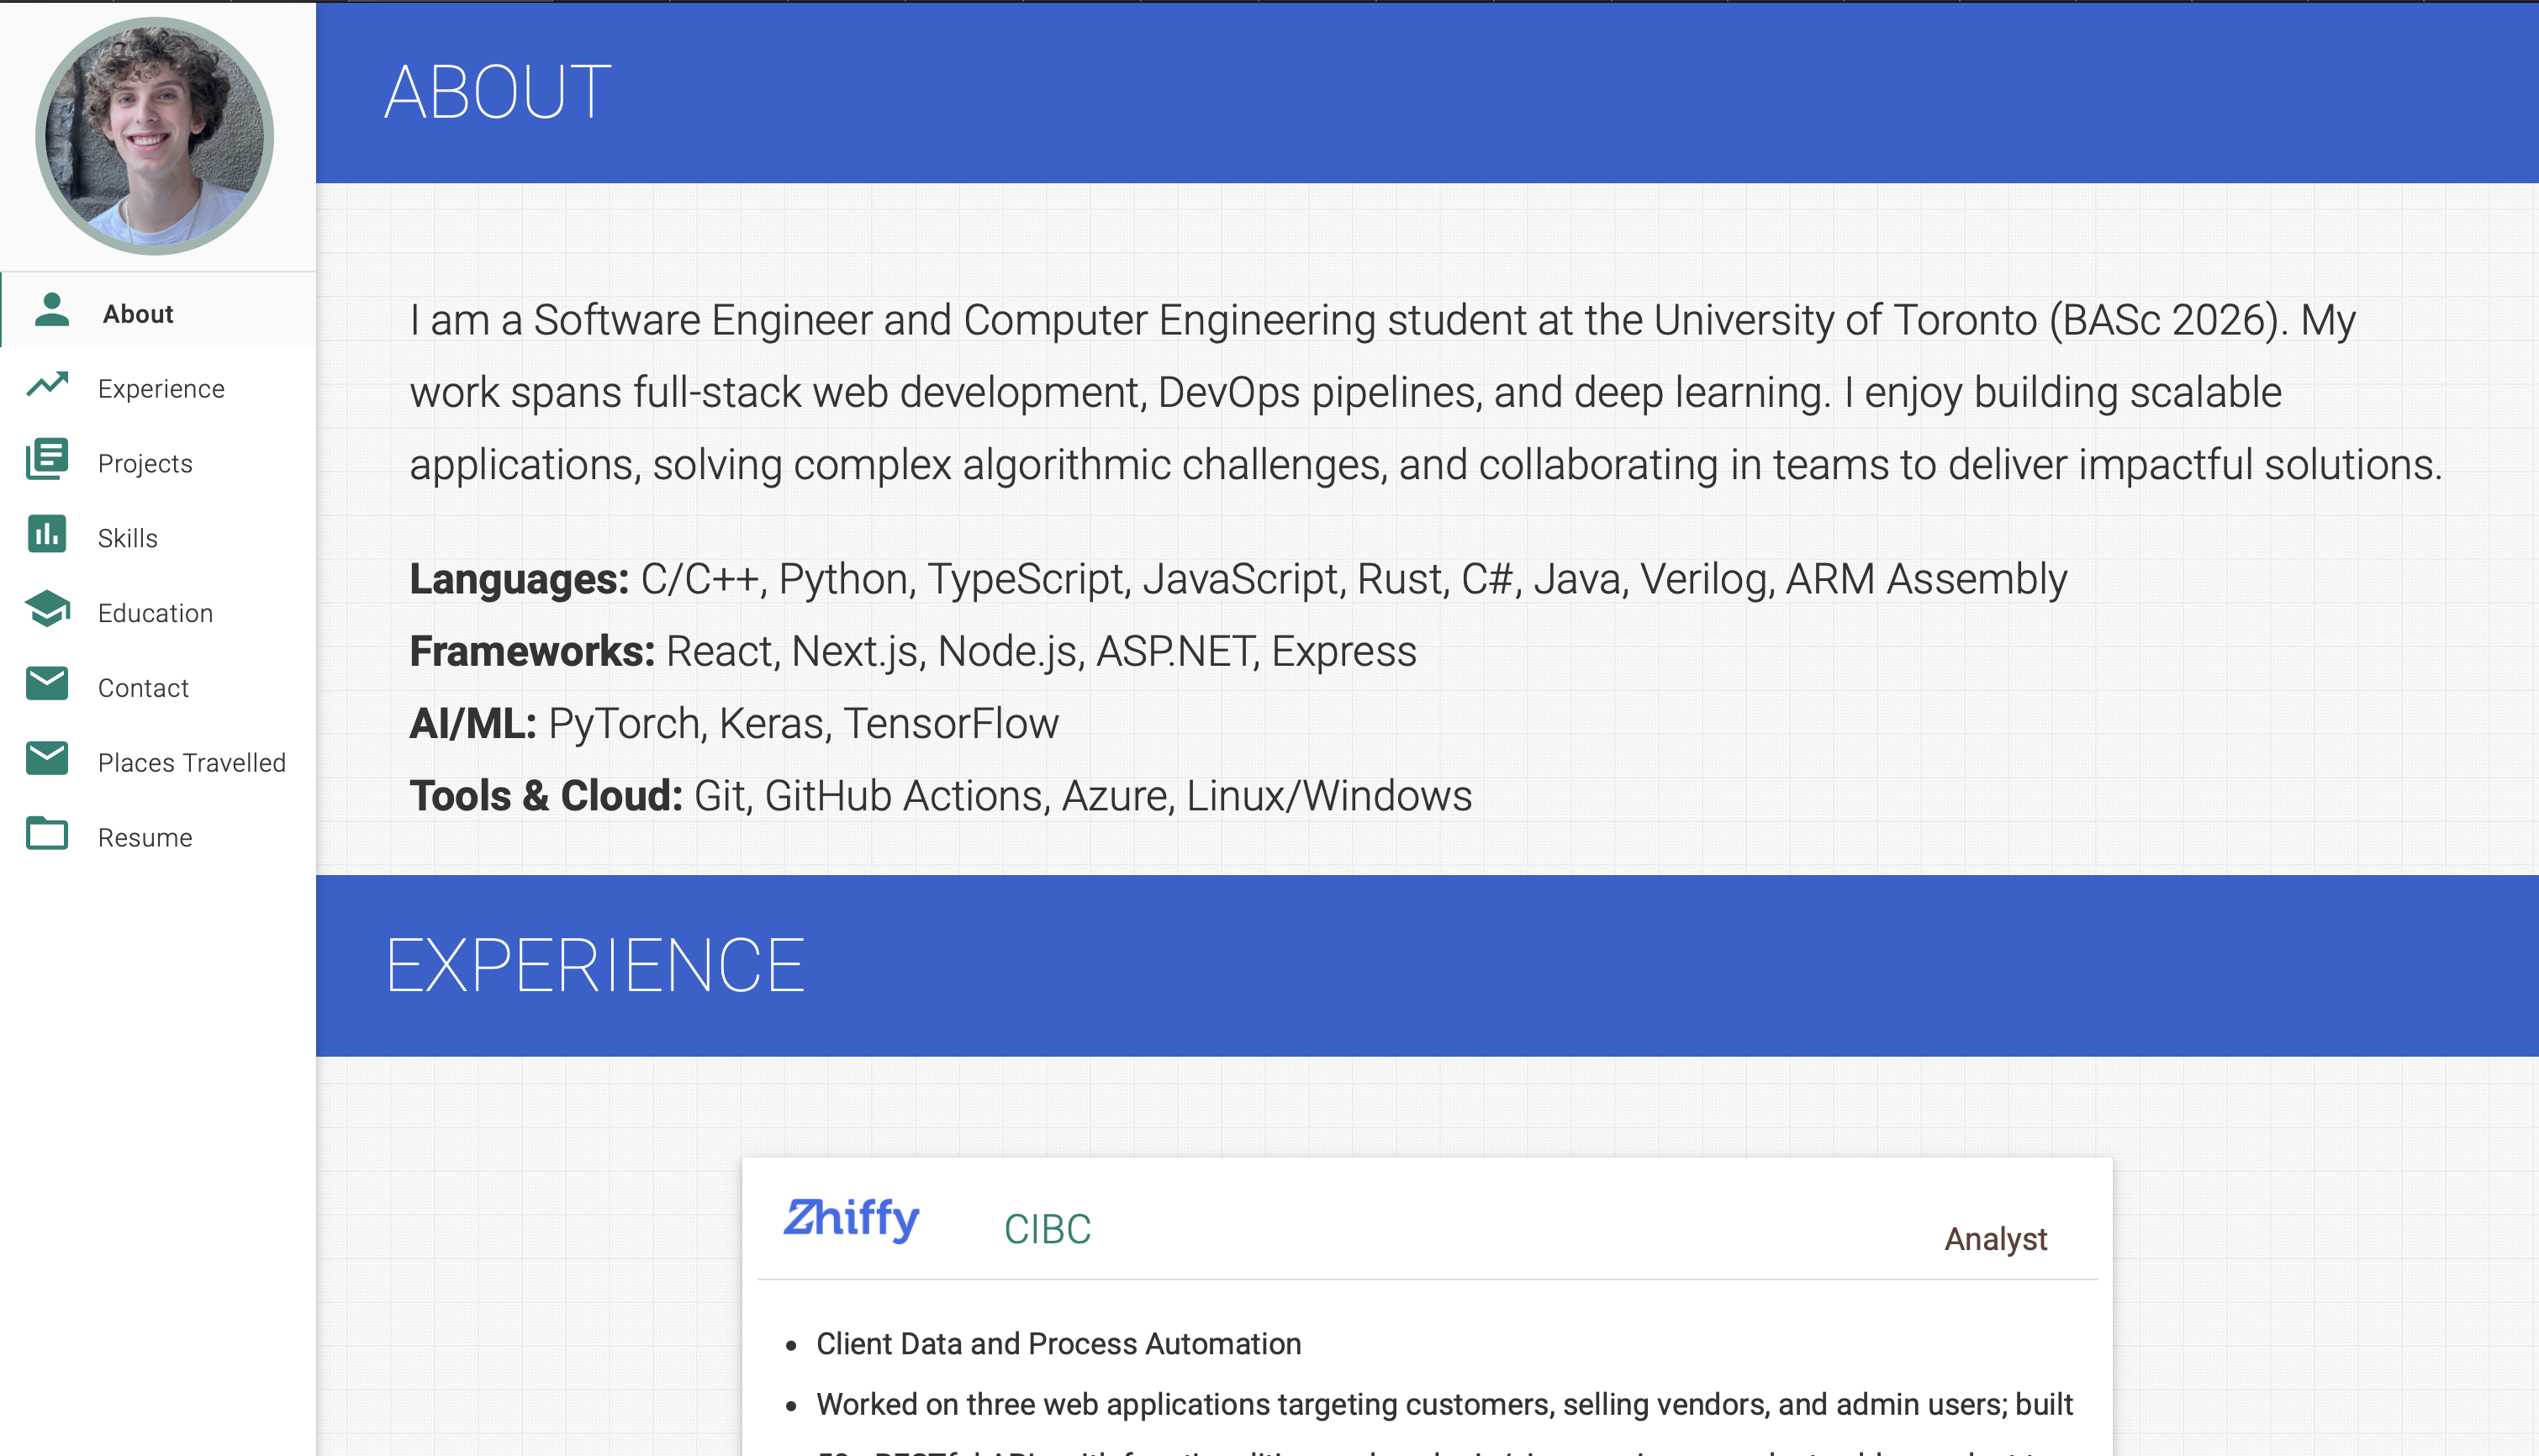 ABOUT
About
Experience
Projects
Skills
Education
Contact
Places Travelled
Resume
I am a Software Engineer and Computer Engineering student at the University of Toronto (BASc 2026). My
work spans full-stack web development, DevOps pipelines, and deep learning. I enjoy building scalable
applications, solving complex algorithmic challenges, and collaborating in teams to deliver impactful solutions.
Languages: C/C++, Python, TypeScript, JavaScript, Rust, C#, Java, Verilog, ARM Assembly
Frameworks: React, Next.js, Node.js, ASP.NET, Express
AI/ML: PyTorch, Keras, TensorFlow
Tools & Cloud: Git, GitHub Actions, Azure, Linux/Windows
EXPERIENCE
Zhiffy
CIBC
Analyst
• Client Data and Process Automation
• Worked on three web applications targeting customers, selling vendors, and admin users; built